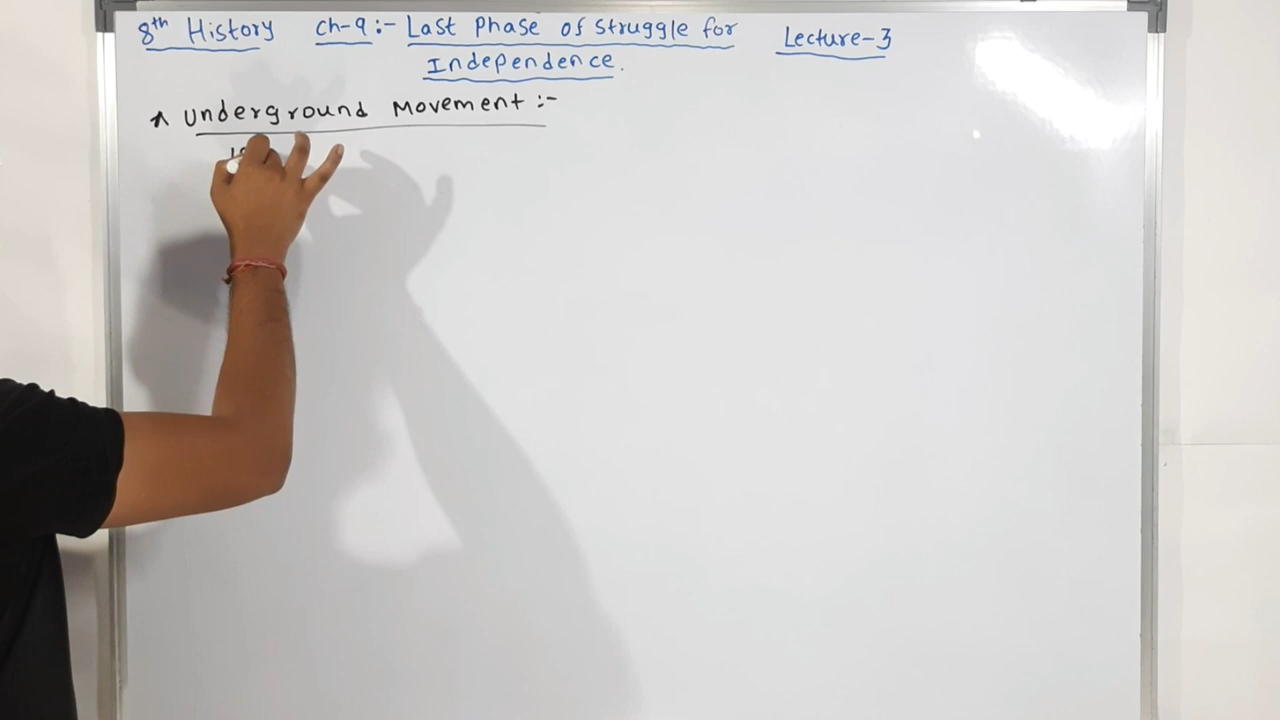 8th History Ch-9:- Last Phase of Struggle for Lecture-3
Independence.
* Underground Movement :-